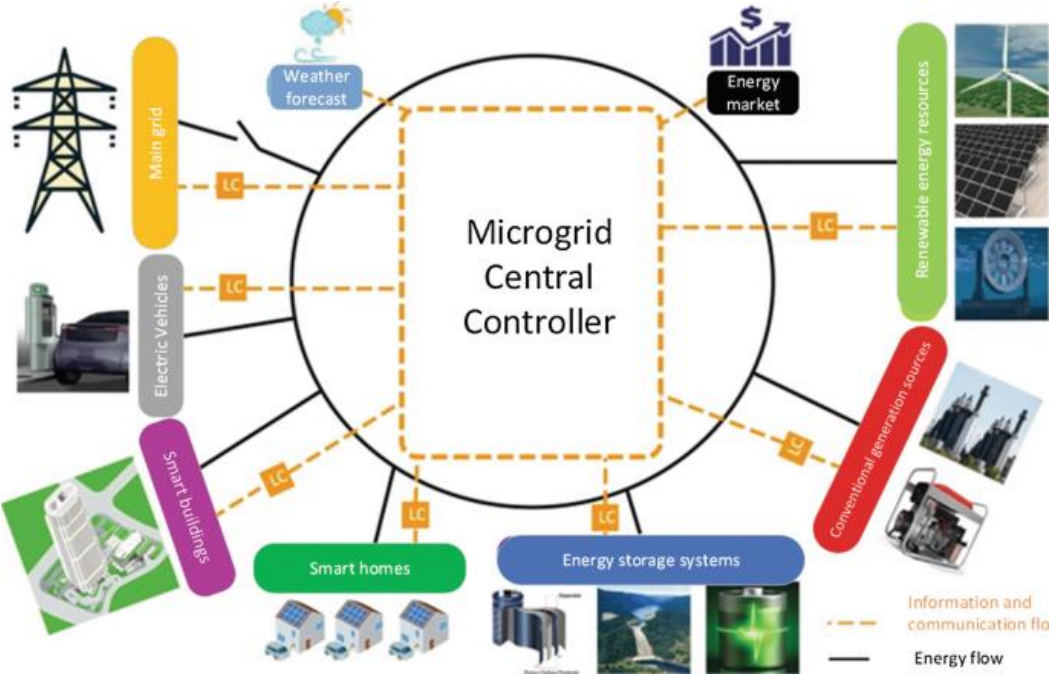 Weather
forecast
$
Energy
market
Main grid
LC
Renewable energy resources
LC
Microgrid
Central
Controller
Electric Vehicles
LC
Conventional generation sources
LC
Smart buildings
LC
LC
LC
Smart homes
Energy storage systems
Information and
communication flo
Energy flow